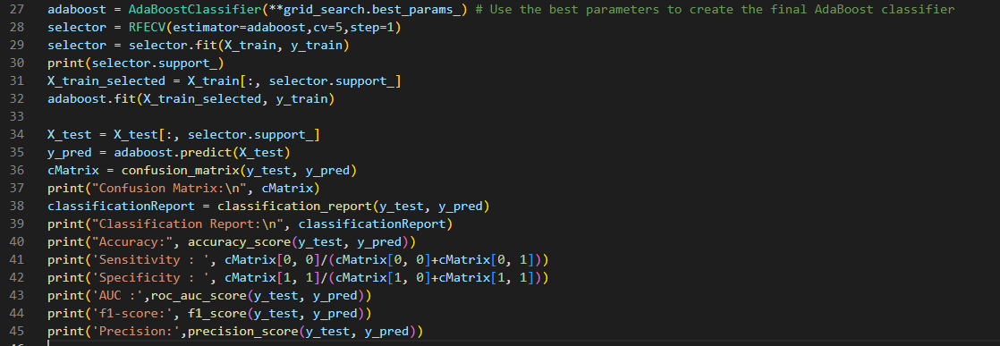 27 adaboost = AdaBoostClassifier(**grid_search.best_params_) # Use the best parameters to create the final AdaBoost classifier
28 selector = RFECV(estimator=adaboost,cv=5,step=1)
29 selector = selector.fit(X_train, y_train)
30 print(selector.support_)
31 X_train_selected = X_train[:, selector.support_]
32 adaboost.fit(X_train_selected, y_train)
33
34 X_test = X_test[:, selector.support_]
35 y_pred = adaboost.predict(X_test)
36 cMatrix = confusion_matrix(y_test, y_pred)
37 print("Confusion Matrix:\n", cMatrix)
38 classificationReport = classification_report(y_test, y_pred)
39 print("Classification Report:\n", classificationReport)
40 print("Accuracy:", accuracy_score(y_test, y_pred))
41 print('Sensitivity : ', cMatrix[0, 0]/(cMatrix[0, 0]+cMatrix[0, 1]))
42 print('Specificity : ', cMatrix[1, 1]/(cMatrix[1, 0]+cMatrix[1, 1]))
43 print('AUC :',roc_auc_score(y_test, y_pred))
44 print('f1-score:', f1_score(y_test, y_pred))
45 print('Precision:',precision_score(y_test, y_pred))